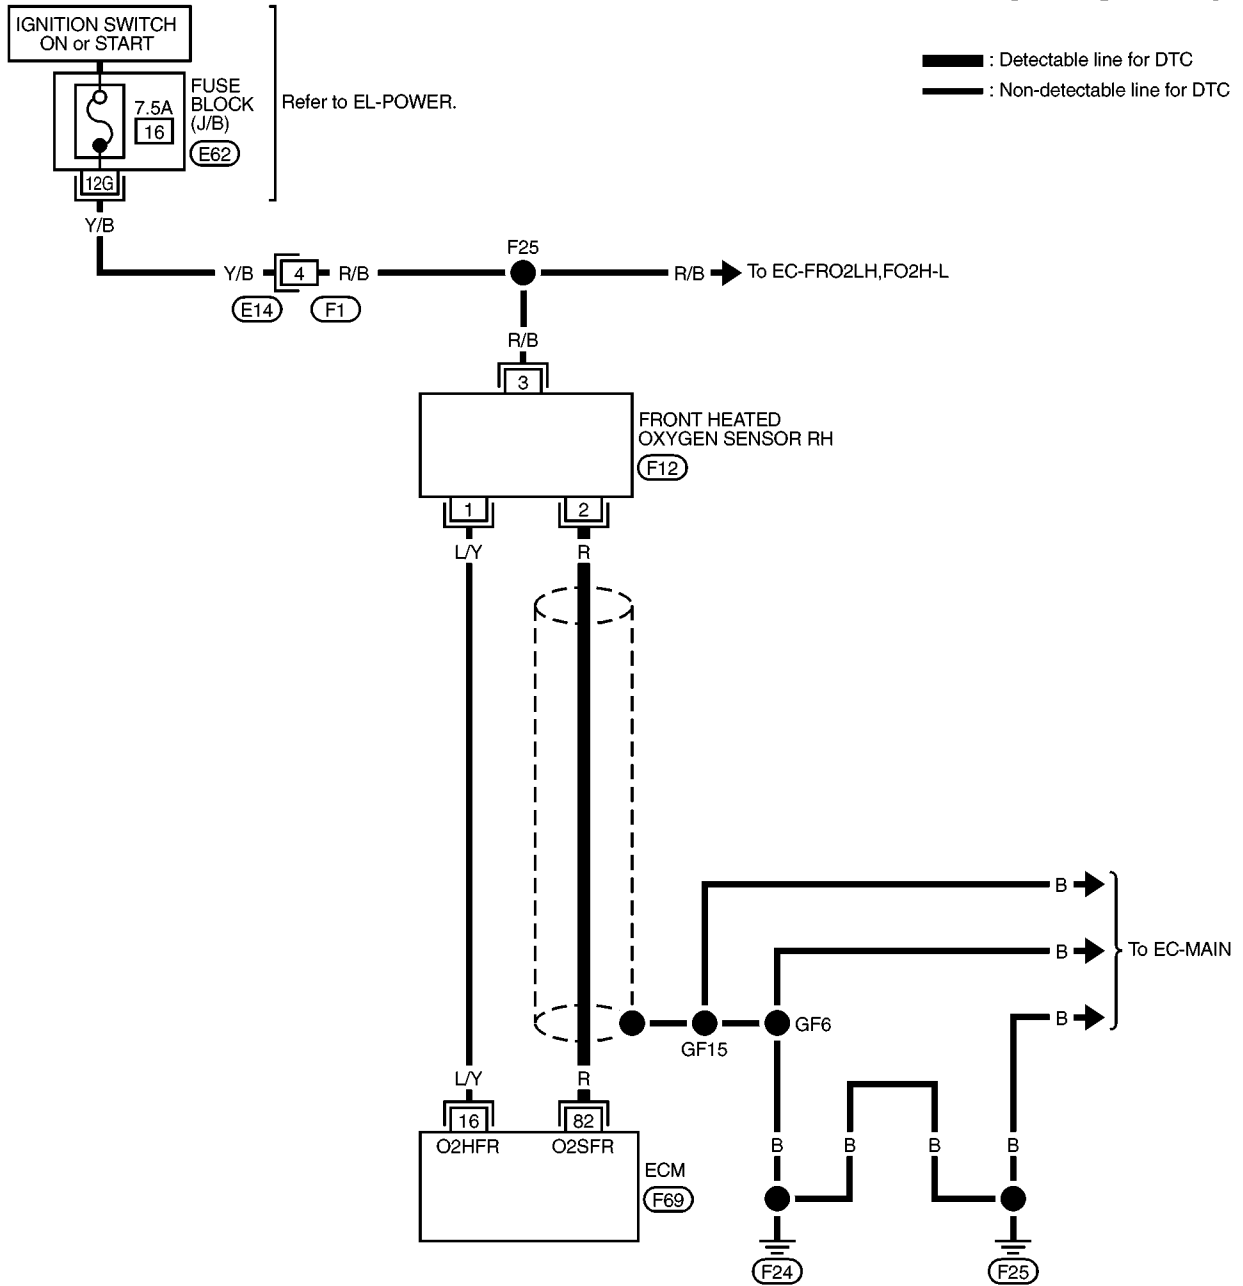 IGNITION SWITCH
ON or START
FUSE
BLOCK
(J/B)
7.5A
16
E62
12G
Refer to EL-POWER.
: Detectable line for DTC
: Non-detectable line for DTC
Y/B
Y/B
4
R/B
E14
F1
F25
R/B
To EC-FRO2LH,FO2H-L
R/B
3
FRONT HEATED
OXYGEN SENSOR RH
F12
1
2
L/Y
R
B
B
To EC-MAIN
B
GF15
GF6
L/Y
R
16
82
O2HFR
O2SFR
ECM
F69
B
B
B
B
F24
F25